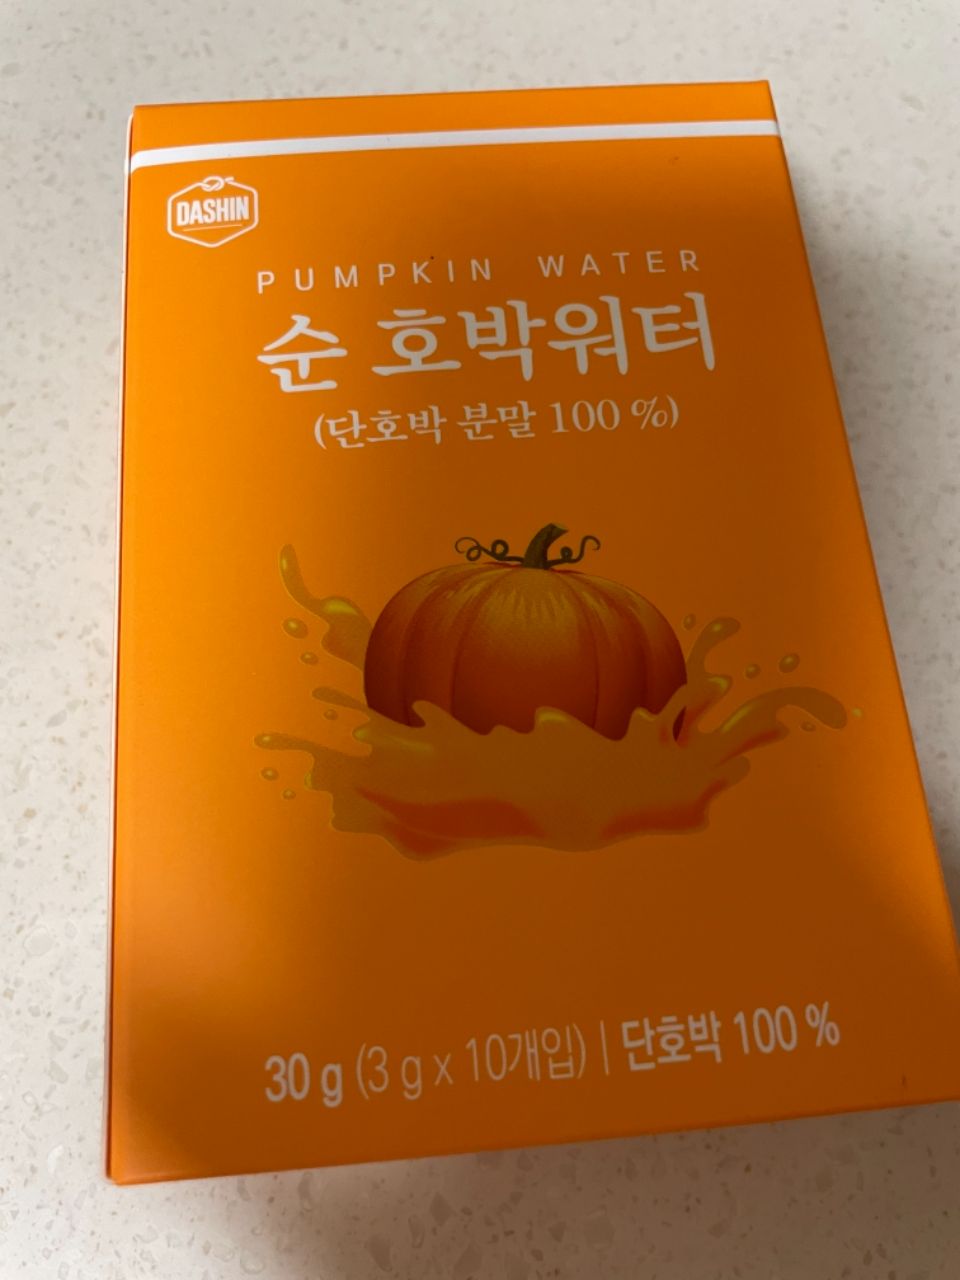 DASHIN
PUMPKIN WATER
순 호박워터
(단호박 분말 100 %)
30 g (3 g x 10개입) | 단호박 100 %